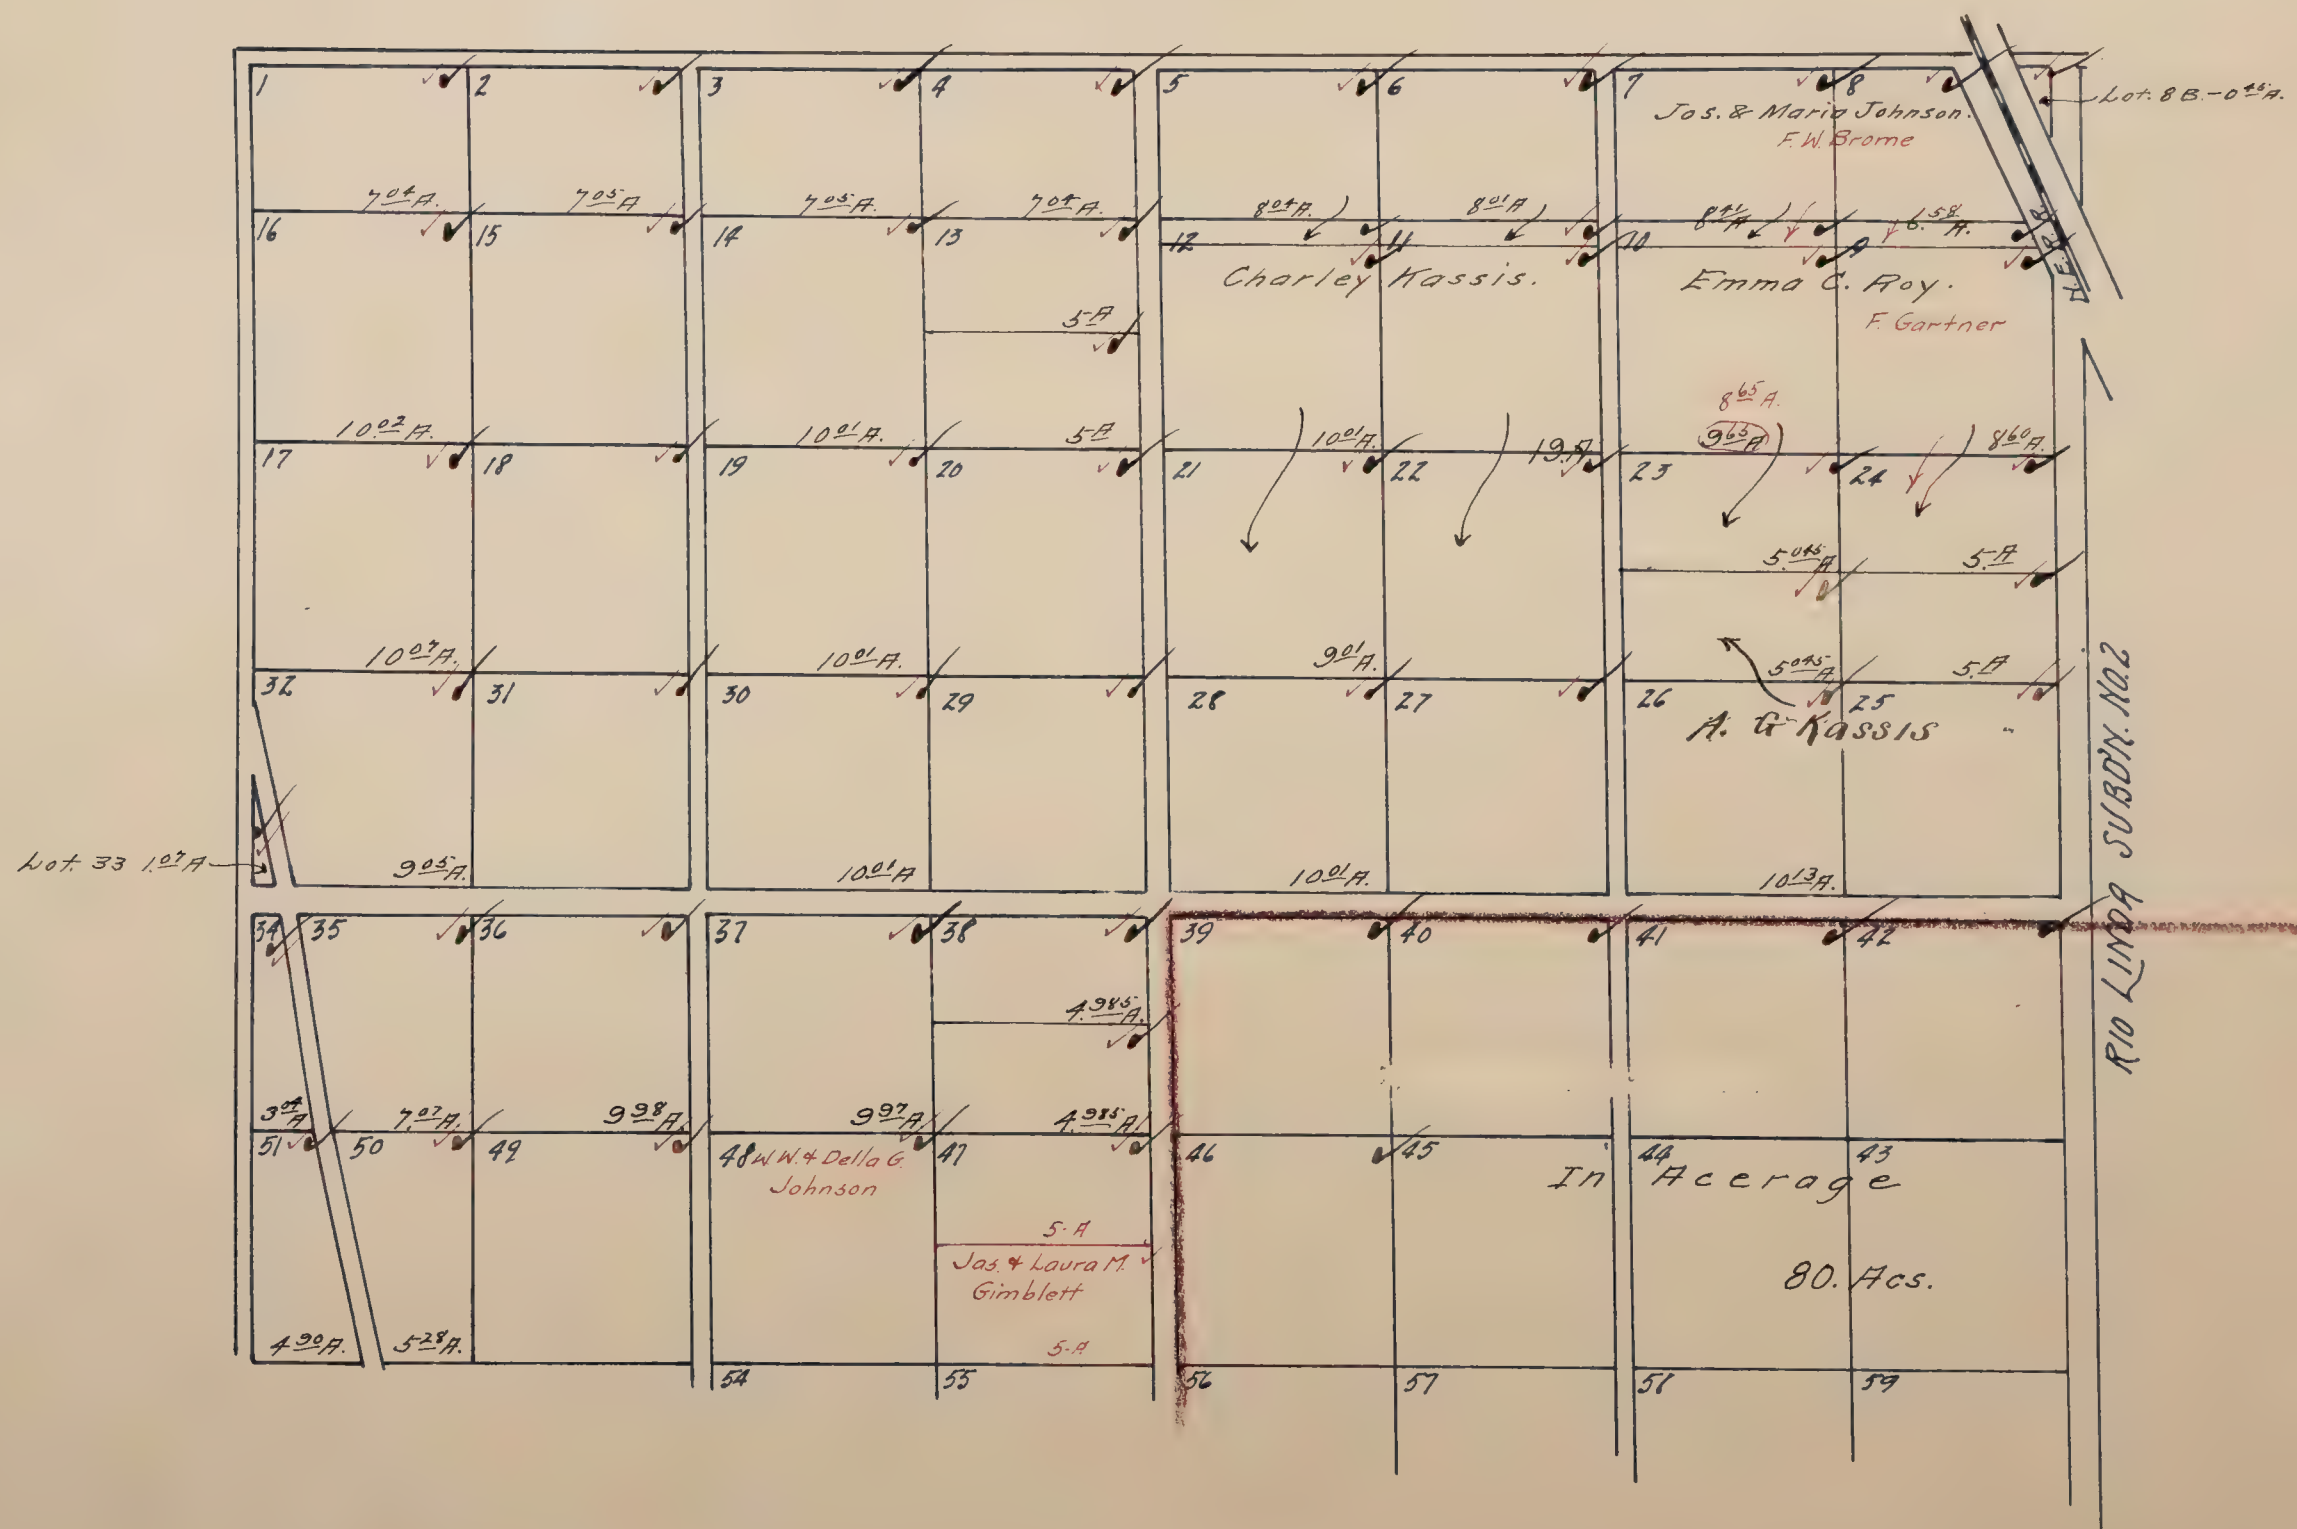 1
2
3
4
5
6
7
8
Lot. 8 B.-0.45 A.
Jos. & Maria Johnson.
F. W. Brome
7.04 A.
7.05 A
7.05 A.
7.04 A.
8.04 A.
8.01 A
8.41 A
6.58 A.
16
15
14
13
12
11
10
9
Charley Kassis.
Emma C. Roy.
F. Gartner
5 A
8.65 A.
10.02 A.
10.01 A.
5 A
10.01 A.
19.A
9.65 A
8.60 A.
17
18
19
20
21
22
23
24
5.045 A
5. A
10.07 A.
10.01 A.
9.01 A.
5.045 A
5. A
32
31
30
29
28
27
26
25
A. G Kassis
RIO LINDA SUBD'N. NO.2
Lot. 33 1.07 A
9.05 A.
10.01 A
10.01 A.
10.13 A.
34
35
36
37
38
39
40
41
42
4.985 A.
3.04 A
7.07 A.
9.98 A
9.97 A
4.985 A
51
50
49
48
47
46
45
44
43
W. W. & Della G.
Johnson
In Acerage
5-A
Jas. & Laura M.
Gimblett
80. Acs.
4.90 A.
5.28 A.
5-A
54
55
56
57
58
59